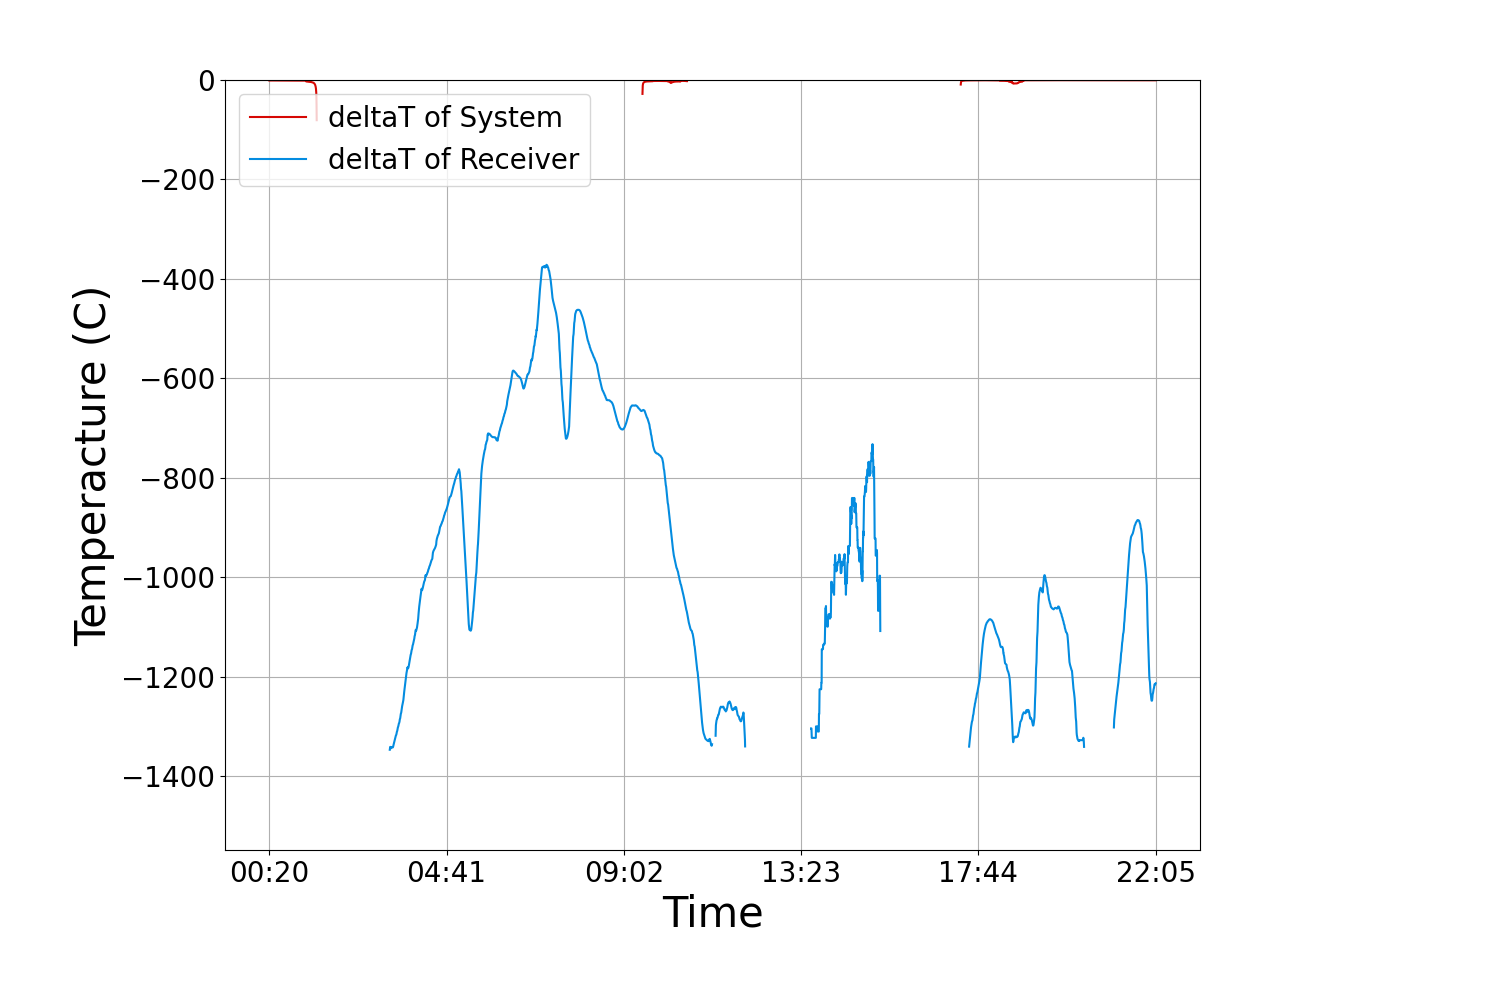 0
−200
−400
−600
−800
−1000
−1200
−1400
Temperacture (C)
deltaT of System
deltaT of Receiver
00:20 04:41 09:02 13:23 17:44 22:05
Time